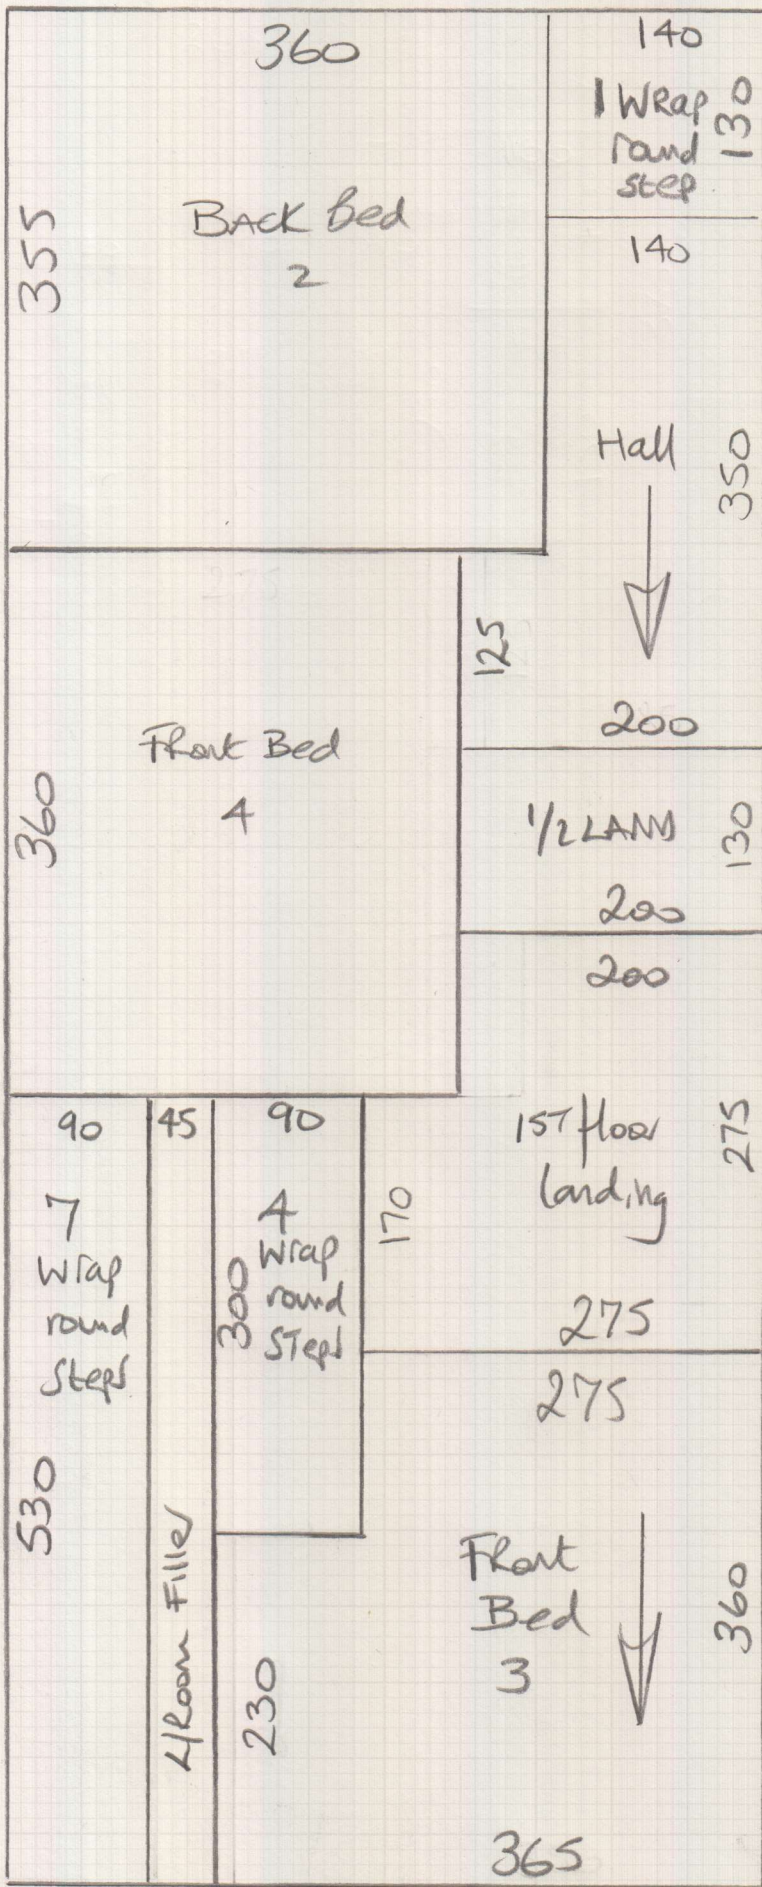 360
355
BACK Bed
2
140
1 WRap
round
step
130
140
Hall
350
200
125
Front Bed
4
360
1/2 LAND
130
200
200
1ST floor
landing
275
275
170
90
7
Wrap
round
Steps
530
45
L/Room Filler
90
4
Wrap
round
STEPS
300
230
275
Front
Bed
3
360
365